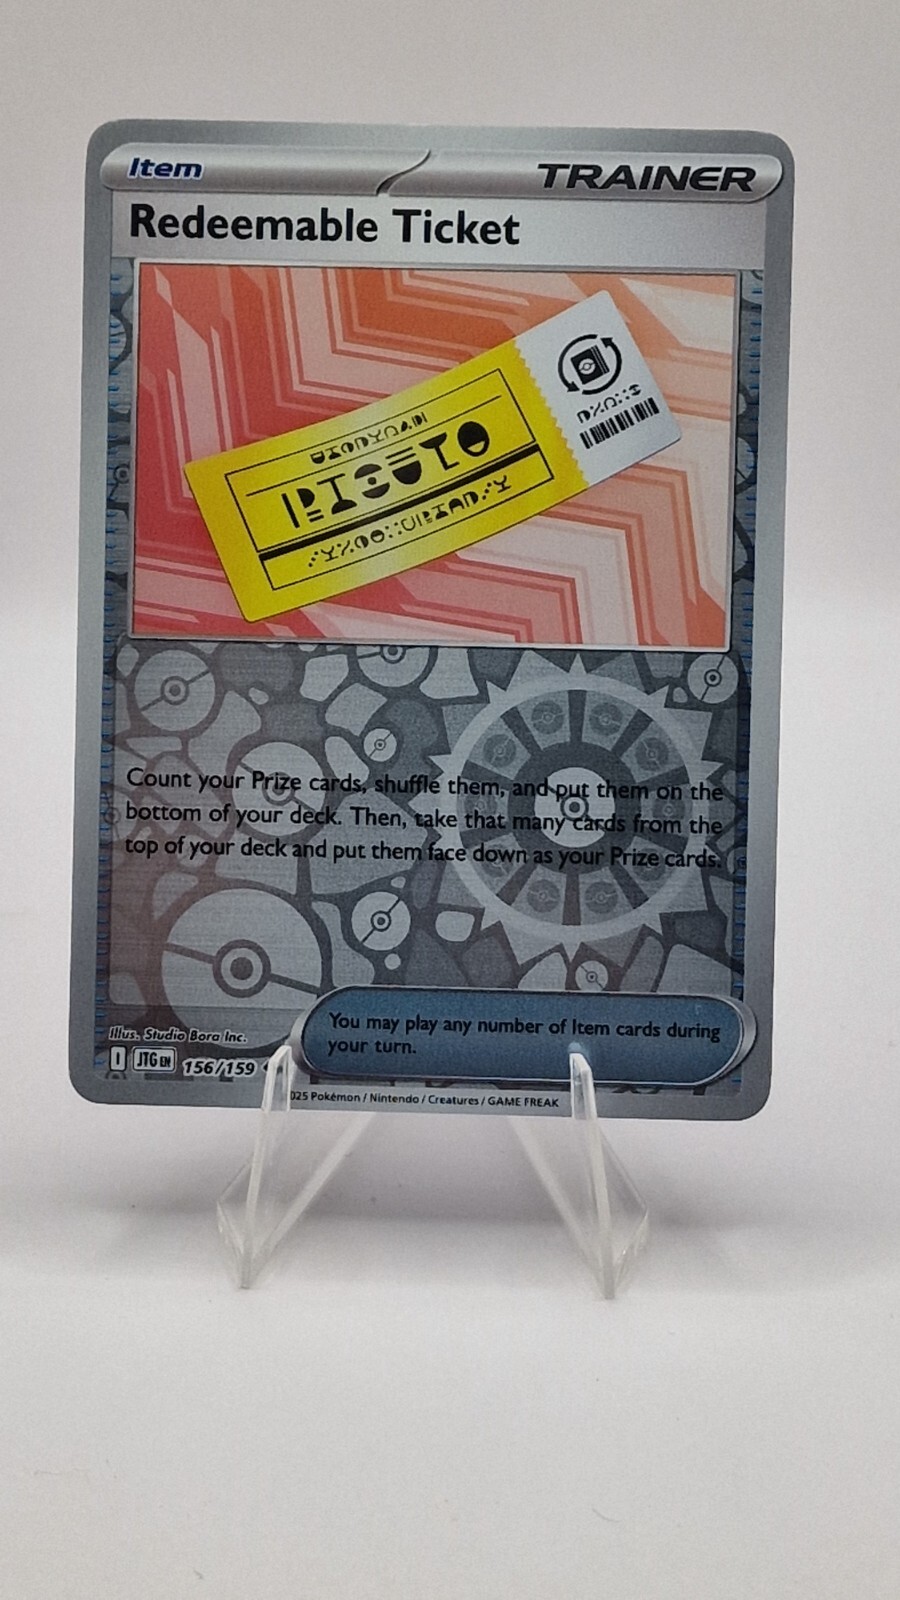 Item
TRAINER
Redeemable Ticket
Count your Prize cards, shuffle them, and put them on the
bottom of your deck. Then, take that many cards from the
top of your deck and put them face down as your Prize cards.
Illus. Studio Bora Inc.
You may play any number of Item cards during
your turn.
I JTG EN 156/159
025 Pokémon / Nintendo / Creatures / GAME FREAK